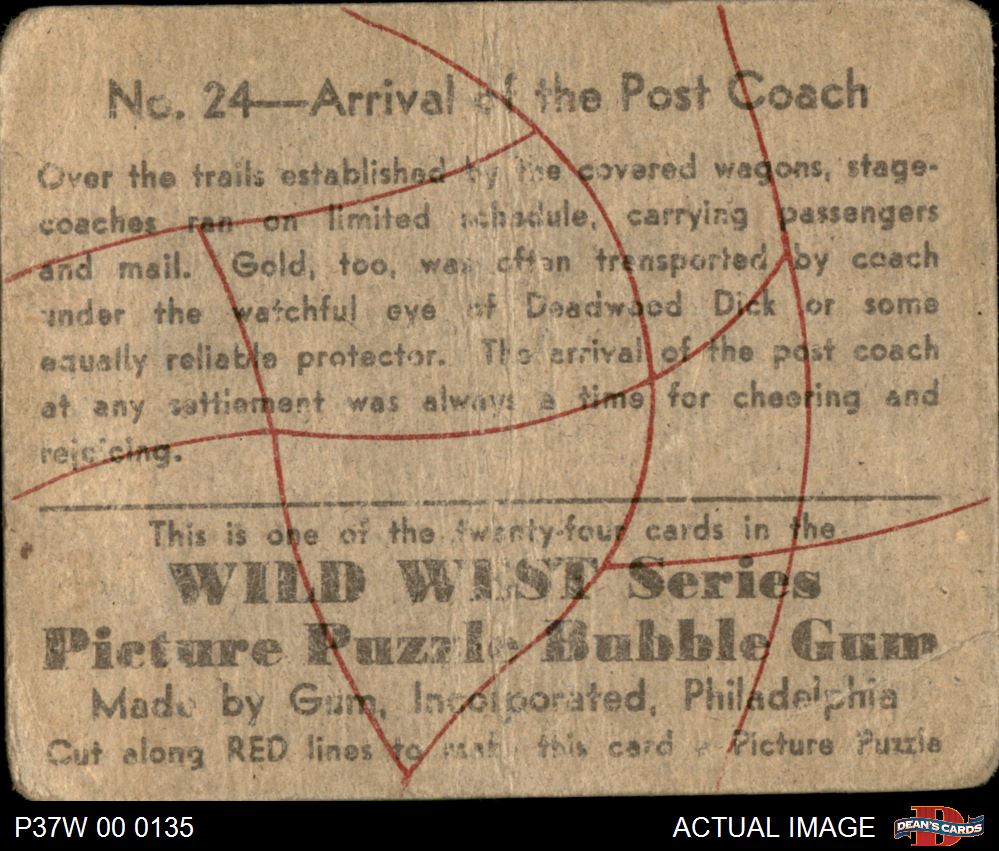 No. 24—Arrival of the Post Coach
Over the trails established by the covered wagons, stage-
coaches ran on limited schedule, carrying passengers
and mail. Gold, too, was often transported by coach
under the watchful eye of Deadwood Dick or some
equally reliable protector. The arrival of the post coach
at any settlement was always a time for cheering and
rejoicing.
This is one of the twenty-four cards in the
WILD WEST Series
Picture Puzzle Bubble Gum
Made by Gum, Incorporated, Philadelphia
Cut along RED lines to make this card a Picture Puzzle
P37W 00 0135
ACTUAL IMAGE
D
DEAN'S CARDS